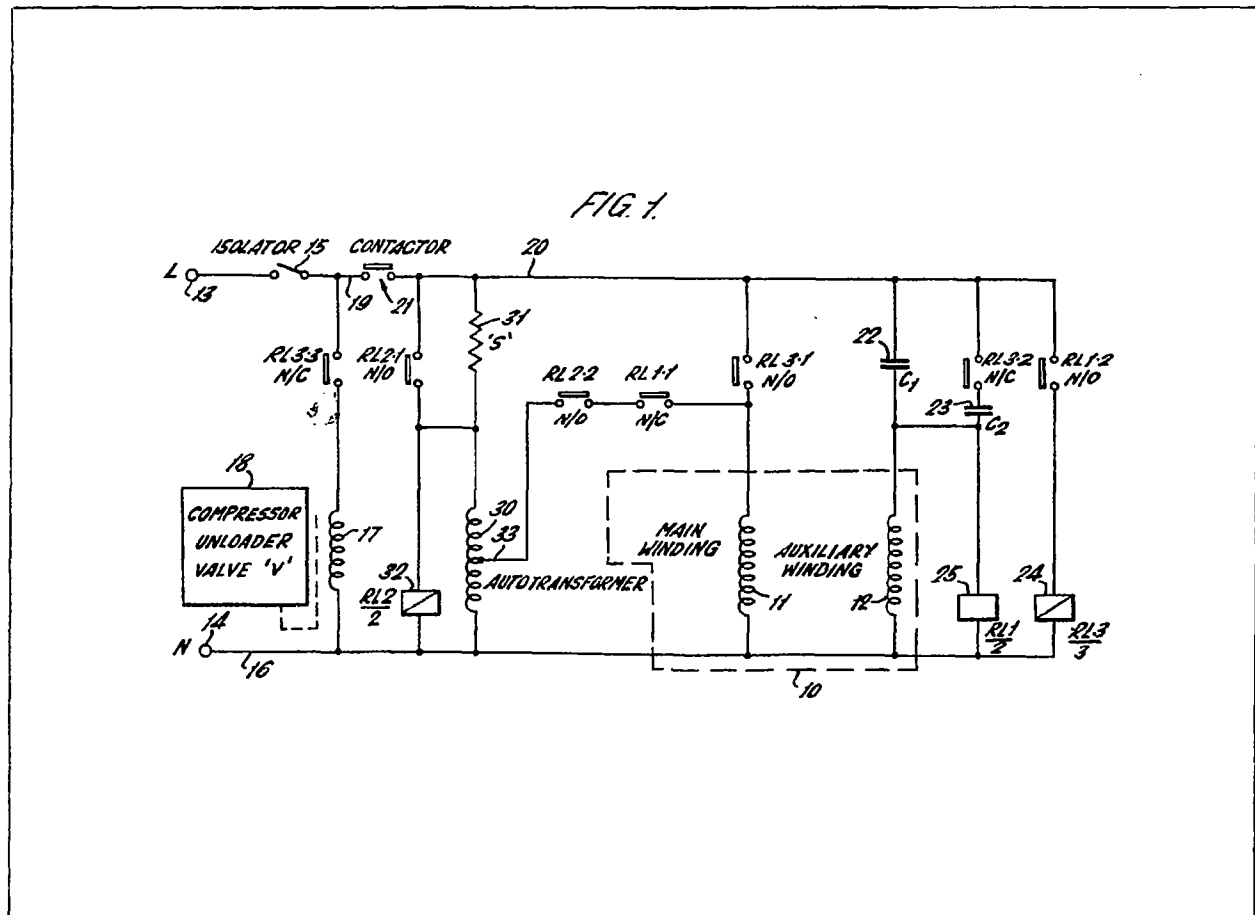 FIG. 1.
ISOLATOR 15
CONTACTOR
20
L
13
19
21
31
'S'
22
C1
RL3·3
N/C
RL2·1
N/O
RL2·2
N/O
RL1·1
N/C
RL3·1
N/O
RL3·2
N/C
RL1·2
N/O
23
C2
18
COMPRESSOR
UNLOADER
VALVE 'V'
17
30
33
AUTOTRANSFORMER
32
RL2
2
MAIN
WINDING
AUXILIARY
WINDING
11
12
25
RL1
2
24
RL3
3
14
N
16
10